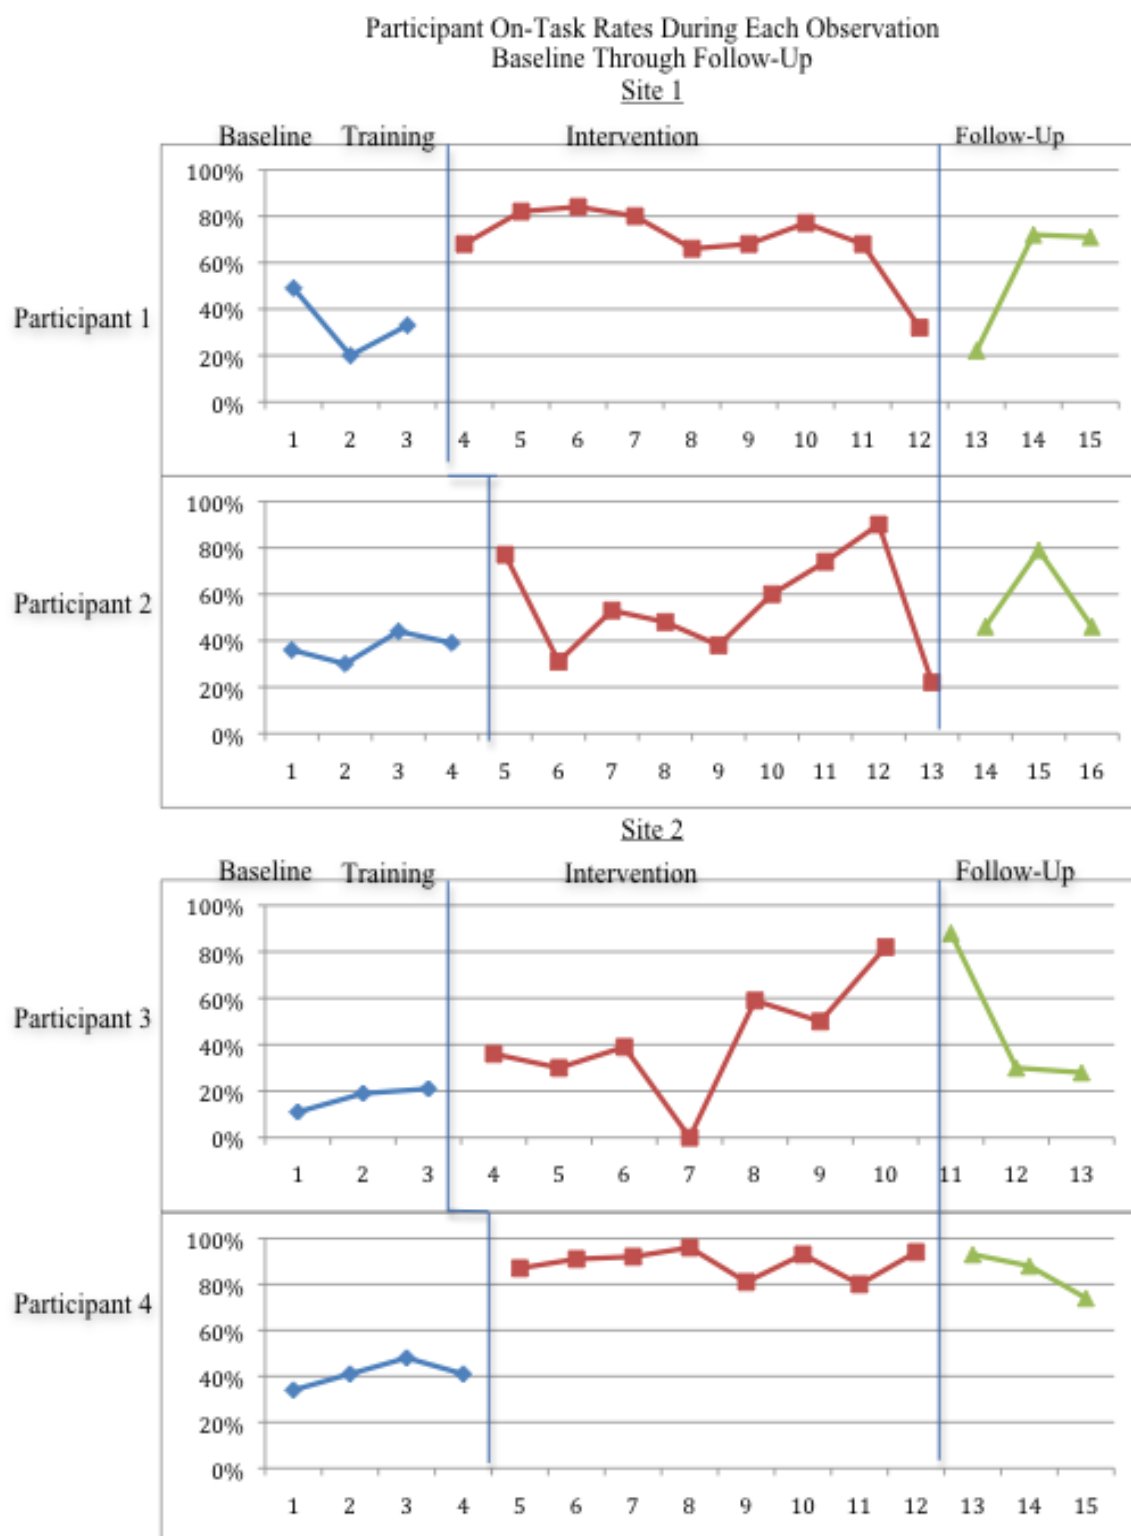 Participant On-Task Rates During Each Observation
Baseline Through Follow-Up
Site 1
Baseline Training Intervention Follow-Up
Participant 1
100%
80%
60%
40%
20%
0%
1 2 3 4 5 6 7 8 9 10 11 12 13 14 15
Participant 2
100%
80%
60%
40%
20%
0%
1 2 3 4 5 6 7 8 9 10 11 12 13 14 15 16
Site 2
Baseline Training Intervention Follow-Up
Participant 3
100%
80%
60%
40%
20%
0%
1 2 3 4 5 6 7 8 9 10 11 12 13
Participant 4
100%
80%
60%
40%
20%
0%
1 2 3 4 5 6 7 8 9 10 11 12 13 14 15